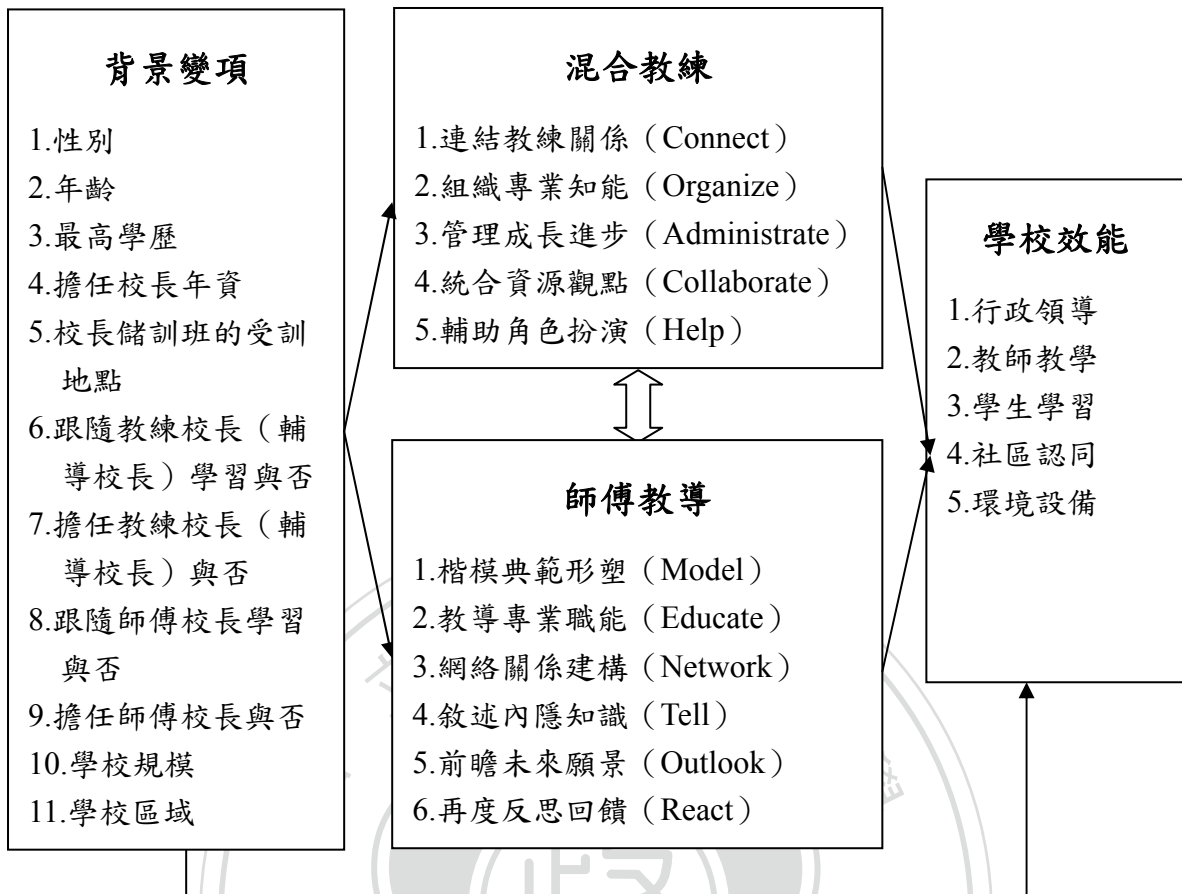 背景變項
1.性別
2.年齡
3.最高學歷
4.擔任校長年資
5.校長儲訓班的受訓
地點
6.跟隨教練校長（輔
導校長）學習與否
7.擔任教練校長（輔
導校長）與否
8.跟隨師傅校長學習
與否
9.擔任師傅校長與否
10.學校規模
11.學校區域
混合教練
1.連結教練關係（Connect）
2.組織專業知能（Organize）
3.管理成長進步（Administrate）
4.統合資源觀點（Collaborate）
5.輔助角色扮演（Help）
師傅教導
1.楷模典範形塑（Model）
2.教導專業職能（Educate）
3.網絡關係建構（Network）
4.敘述內隱知識（Tell）
5.前瞻未來願景（Outlook）
6.再度反思回饋（React）
學校效能
1.行政領導
2.教師教學
3.學生學習
4.社區認同
5.環境設備